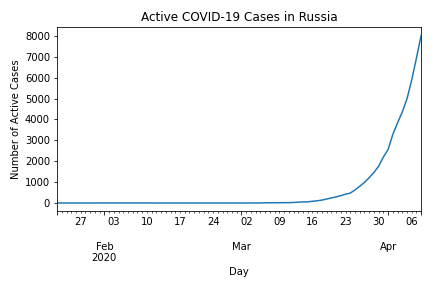 Active COVID-19 Cases in Russia
Number of Active Cases
8000
7000
6000
5000
4000
3000
2000
1000
0
27 03 10 17 24 02 09 16 23 30 06
Feb Mar Apr
2020
Day